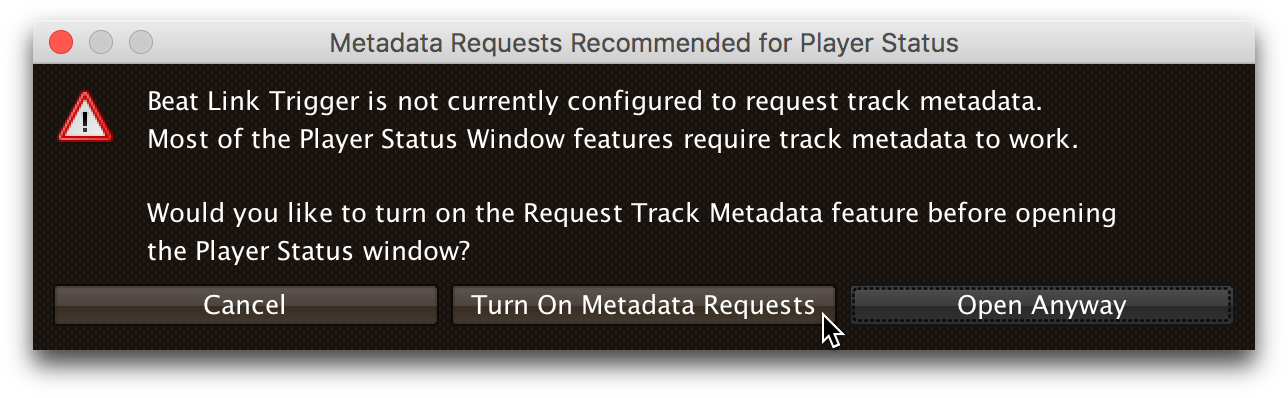 Metadata Requests Recommended for Player Status
Beat Link Trigger is not currently configured to request track metadata.
Most of the Player Status Window features require track metadata to work.
Would you like to turn on the Request Track Metadata feature before opening
the Player Status window?
Cancel
Turn On Metadata Requests
Open Anyway